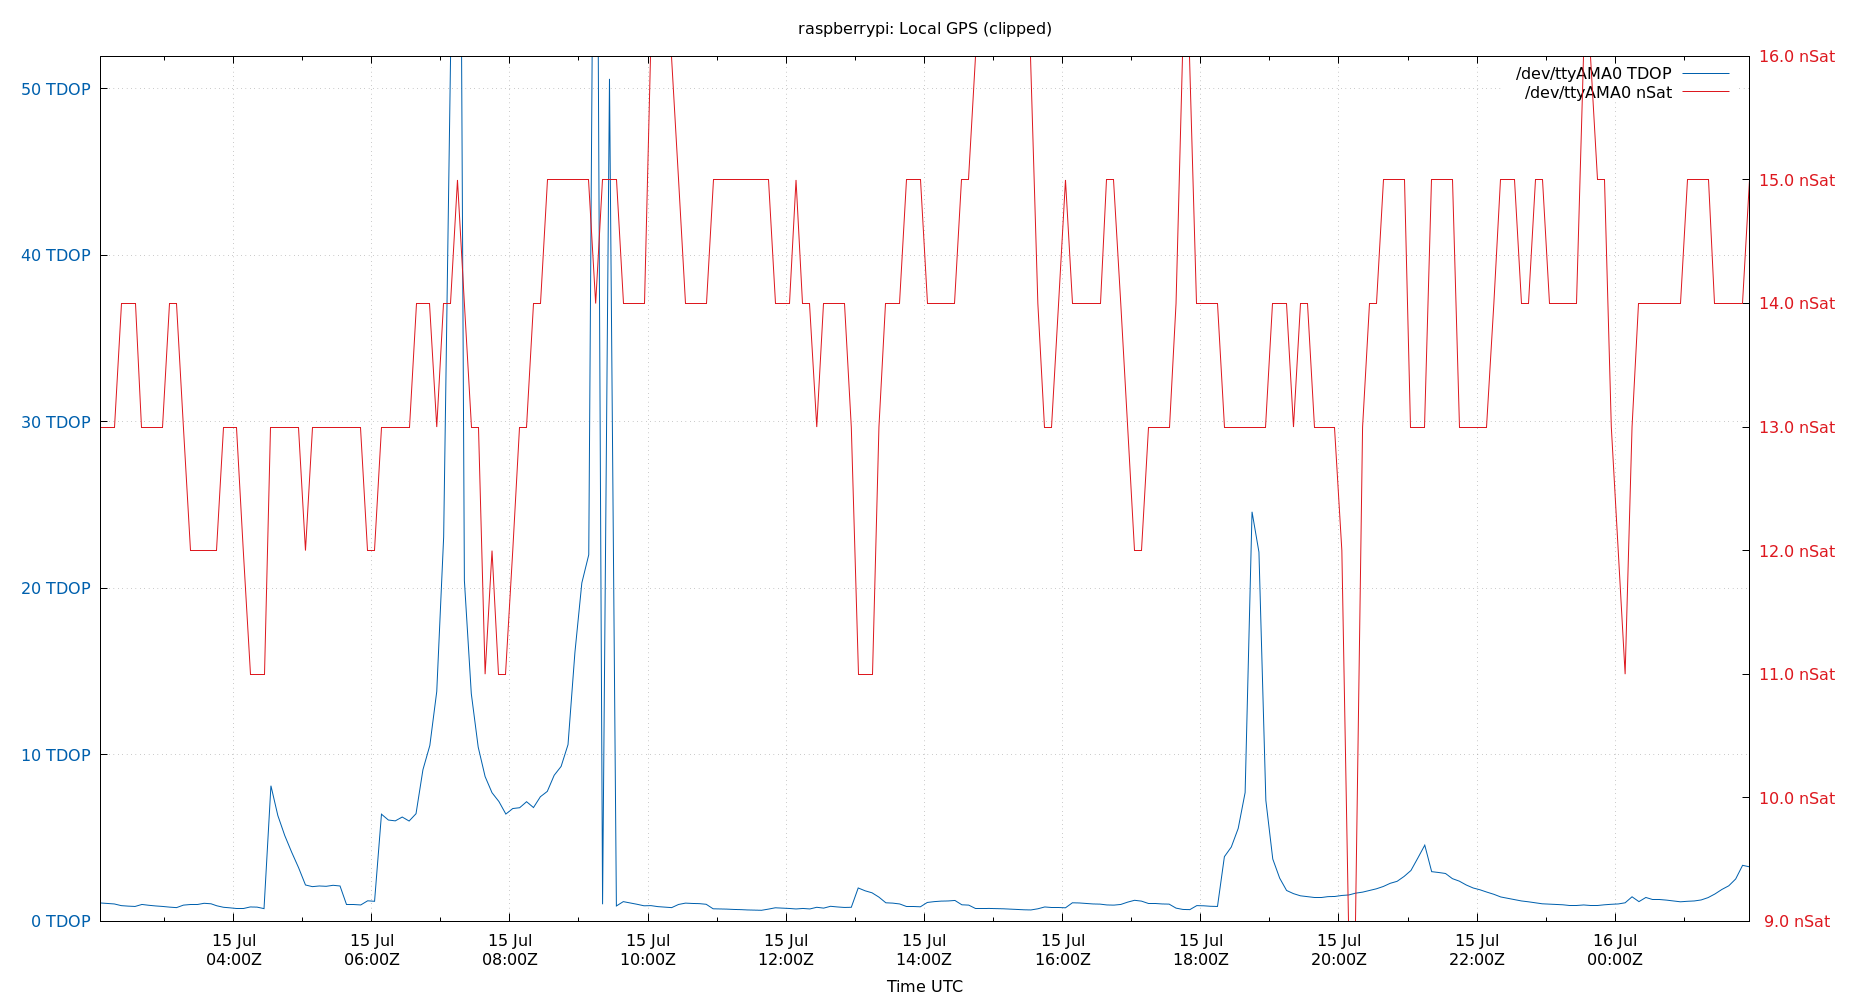 raspberrypi: Local GPS (clipped)
/dev/ttyAMA0 TDOP
/dev/ttyAMA0 nSat
50 TDOP
40 TDOP
30 TDOP
20 TDOP
10 TDOP
0 TDOP
16.0 nSat
15.0 nSat
14.0 nSat
13.0 nSat
12.0 nSat
11.0 nSat
10.0 nSat
9.0 nSat
15 Jul
04:00Z
15 Jul
06:00Z
15 Jul
08:00Z
15 Jul
10:00Z
15 Jul
12:00Z
15 Jul
14:00Z
15 Jul
16:00Z
15 Jul
18:00Z
15 Jul
20:00Z
15 Jul
22:00Z
16 Jul
00:00Z
Time UTC